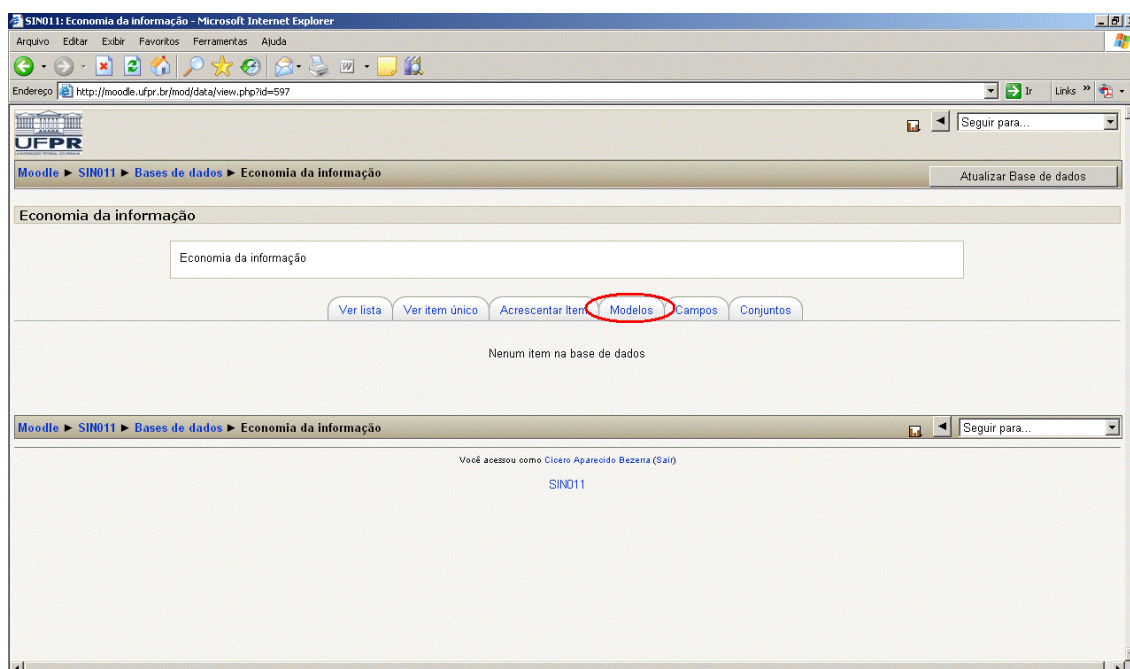 SIN011: Economia da informação - Microsoft Internet Explorer
Arquivo Editar Exibir Favoritos Ferramentas Ajuda
Endereço http://moodle.ufpr.br/mod/data/view.php?id=597 Ir Links »
UFPR
Seguir para...
Moodle ► SIN011 ► Bases de dados ► Economia da informação
Atualizar Base de dados
Economia da informação
Economia da informação
Ver lista Ver item único Acrescentar Item Modelos Campos Conjuntos
Nenum item na base de dados
Moodle ► SIN011 ► Bases de dados ► Economia da informação Seguir para...
Você acessou como Cicero Aparecido Bezerra (Sair)
SIN011